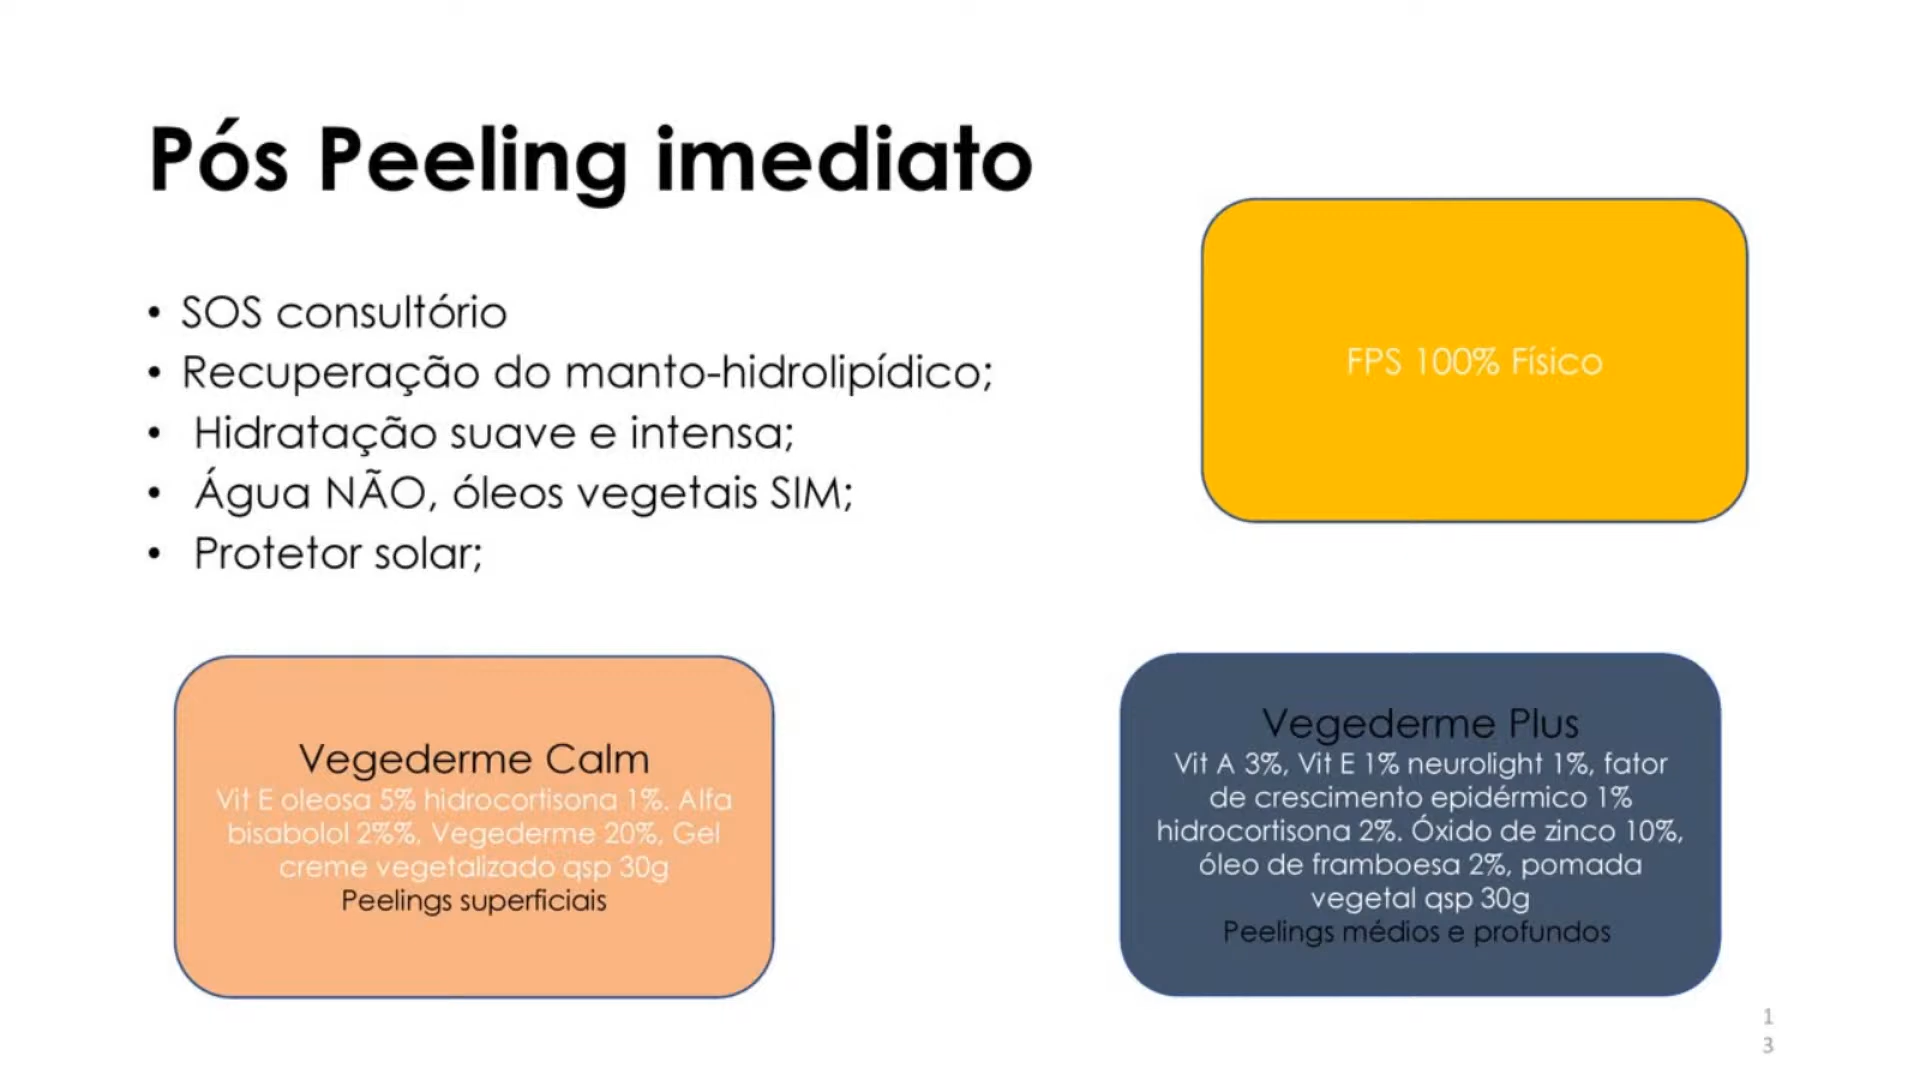 Pós Peeling imediato
• SOS consultório
• Recuperação do manto-hidrolipídico;
• Hidratação suave e intensa;
• Água NÃO, óleos vegetais SIM;
• Protetor solar;
FPS 100% Físico
Vegederme Calm
Vit E oleosa 5% hidrocortisona 1%. Alfa
bisabolol 2%%, Vegederme 20%, Gel
creme vegetalizado qsp 30g
Peelings superficiais
Vegederme Plus
Vit A 3%, Vit E 1% neurolight 1%, fator
de crescimento epidérmico 1%
hidrocortisona 2%. Óxido de zinco 10%,
óleo de framboesa 2%, pomada
vegetal qsp 30g
Peelings médios e profundos
1
3